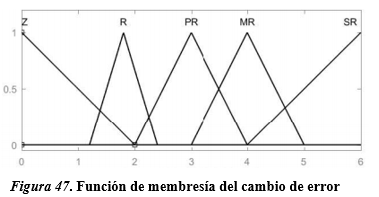 Z R PR MR SR
1
0.5
0
0 1 2 3 4 5 6
Figura 47. Función de membresía del cambio de error